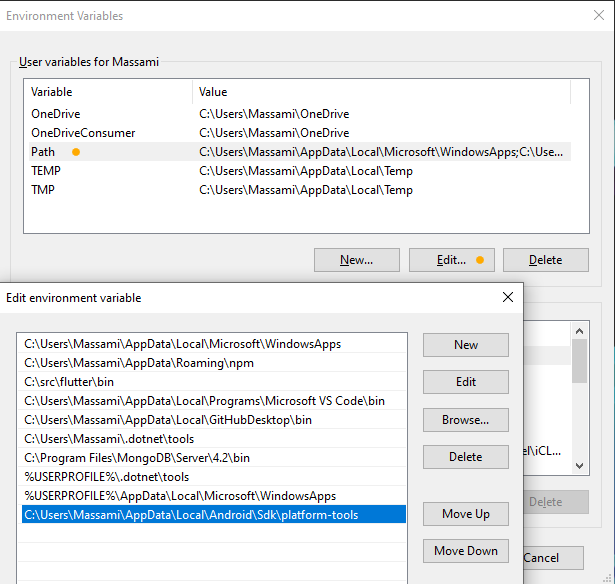 Environment Variables
User variables for Massami
Variable Value
OneDrive C:\Users\Massami\OneDrive
OneDriveConsumer C:\Users\Massami\OneDrive
Path C:\Users\Massami\AppData\Local\Microsoft\WindowsApps;C:\Use...
TEMP C:\Users\Massami\AppData\Local\Temp
TMP C:\Users\Massami\AppData\Local\Temp
New... Edit... Delete
Edit environment variable
C:\Users\Massami\AppData\Local\Microsoft\WindowsApps
C:\Users\Massami\AppData\Roaming\npm
C:\src\flutter\bin
C:\Users\Massami\AppData\Local\Programs\Microsoft VS Code\bin
C:\Users\Massami\AppData\Local\GitHubDesktop\bin
C:\Users\Massami\.dotnet\tools
C:\Program Files\MongoDB\Server\4.2\bin
%USERPROFILE%\.dotnet\tools
%USERPROFILE%\AppData\Local\Microsoft\WindowsApps
C:\Users\Massami\AppData\Local\Android\Sdk\platform-tools
New
Edit
Browse...
Delete
Move Up
Move Down
el\iCL...
Delete
Cancel